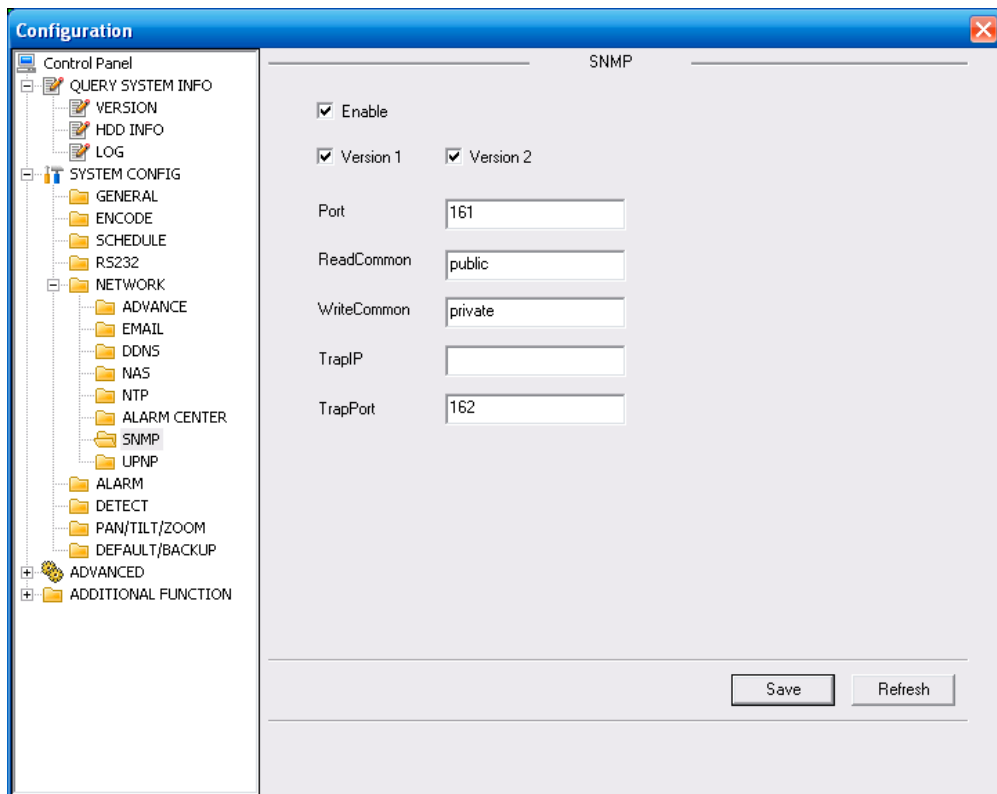 Configuration
Control Panel
QUERY SYSTEM INFO
VERSION
HDD INFO
LOG
SYSTEM CONFIG
GENERAL
ENCODE
SCHEDULE
RS232
NETWORK
ADVANCE
EMAIL
DDNS
NAS
NTP
ALARM CENTER
SNMP
UPNP
ALARM
DETECT
PAN/TILT/ZOOM
DEFAULT/BACKUP
ADVANCED
ADDITIONAL FUNCTION
SNMP
Enable
Version 1 Version 2
Port 161
ReadCommon public
WriteCommon private
TrapIP
TrapPort 162
Save Refresh